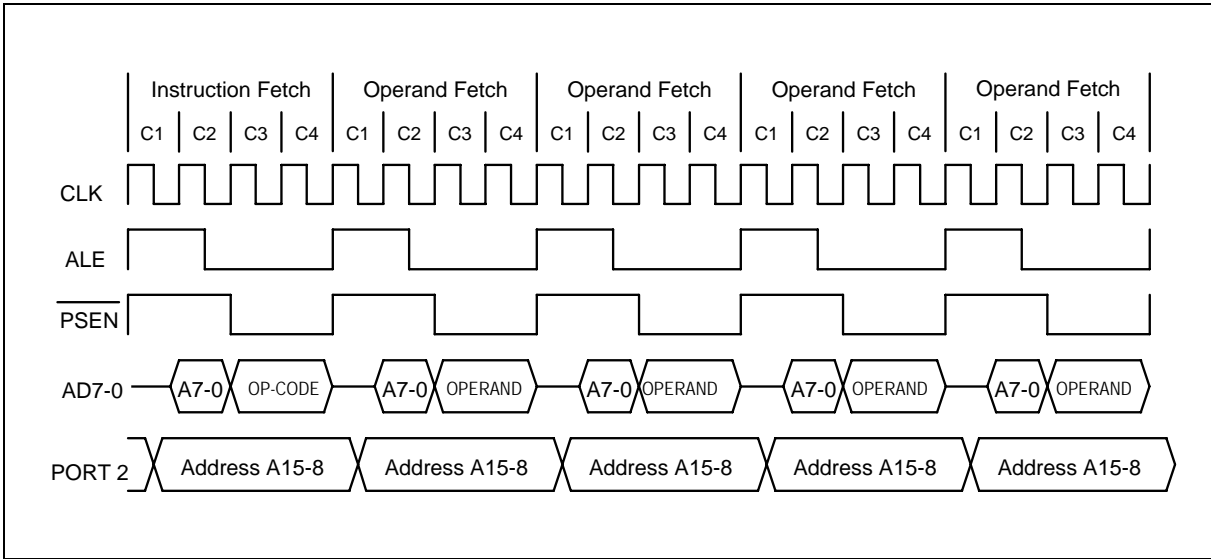 Instruction Fetch Operand Fetch Operand Fetch Operand Fetch Operand Fetch
C1 C2 C3 C4 C1 C2 C3 C4 C1 C2 C3 C4 C1 C2 C3 C4 C1 C2 C3 C4
CLK
ALE
PSEN
AD7-0 A7-0 OP-CODE A7-0 OPERAND A7-0 OPERAND A7-0 OPERAND A7-0 OPERAND
PORT 2 Address A15-8 Address A15-8 Address A15-8 Address A15-8 Address A15-8